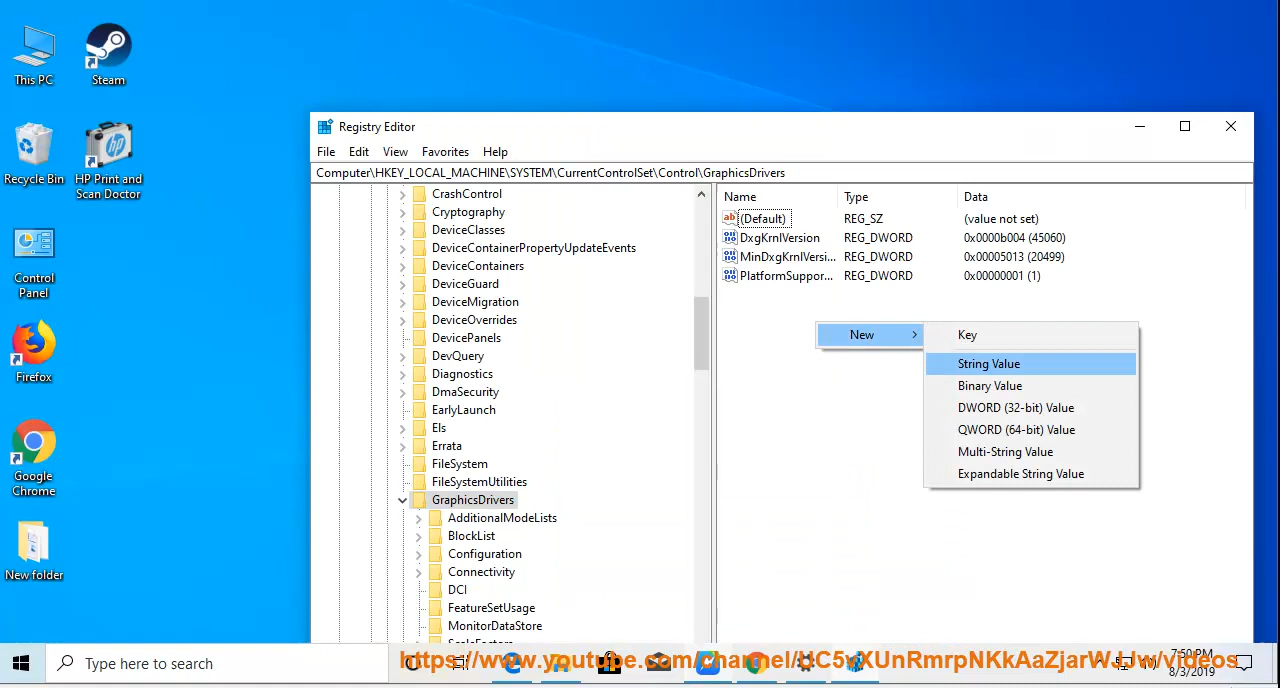 This PC
Steam
Recycle Bin
HP Print and
Scan Doctor
Control
Panel
Firefox
Google
Chrome
New folder
Registry Editor
File Edit View Favorites Help
Computer\HKEY_LOCAL_MACHINE\SYSTEM\CurrentControlSet\Control\GraphicsDrivers
CrashControl
Cryptography
DeviceClasses
DeviceContainerPropertyUpdateEvents
DeviceContainers
DeviceGuard
DeviceMigration
DeviceOverrides
DevicePanels
DevQuery
Diagnostics
DmaSecurity
EarlyLaunch
Els
Errata
FileSystem
FileSystemUtilities
GraphicsDrivers
AdditionalModeLists
BlockList
Configuration
Connectivity
DCI
FeatureSetUsage
MonitorDataStore
ScaleFactors
Name Type Data
(Default) REG_SZ (value not set)
DxgKrnlVersion REG_DWORD 0x0000b004 (45060)
MinDxgKrnlVersi... REG_DWORD 0x00005013 (20499)
PlatformSuppor... REG_DWORD 0x00000001 (1)
New
Key
String Value
Binary Value
DWORD (32-bit) Value
QWORD (64-bit) Value
Multi-String Value
Expandable String Value
Type here to search
7:50 PM
8/3/2019